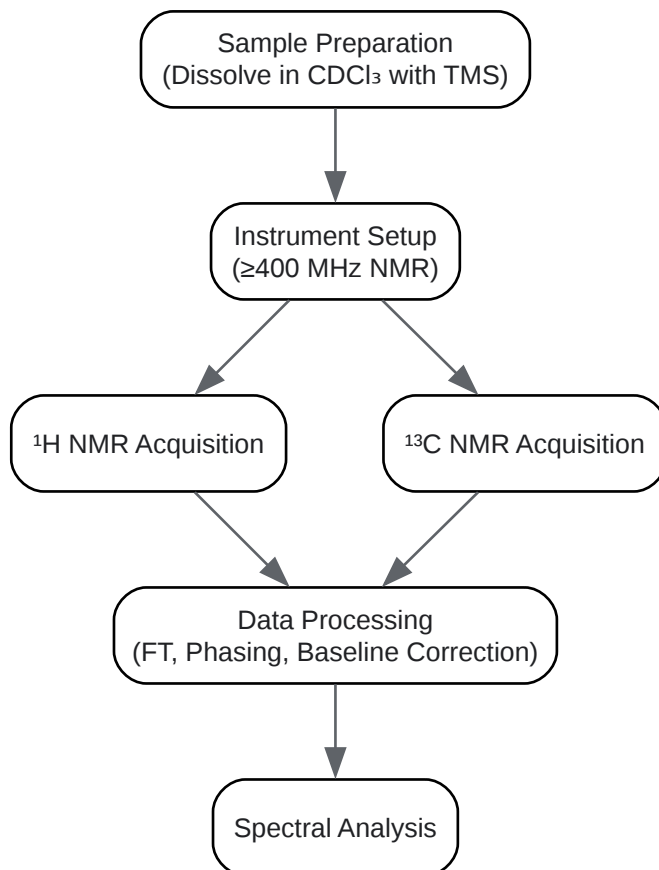 Sample Preparation
(Dissolve in CDCl₃ with TMS)
Instrument Setup
(≥400 MHz NMR)
¹H NMR Acquisition
¹³C NMR Acquisition
Data Processing
(FT, Phasing, Baseline Correction)
Spectral Analysis